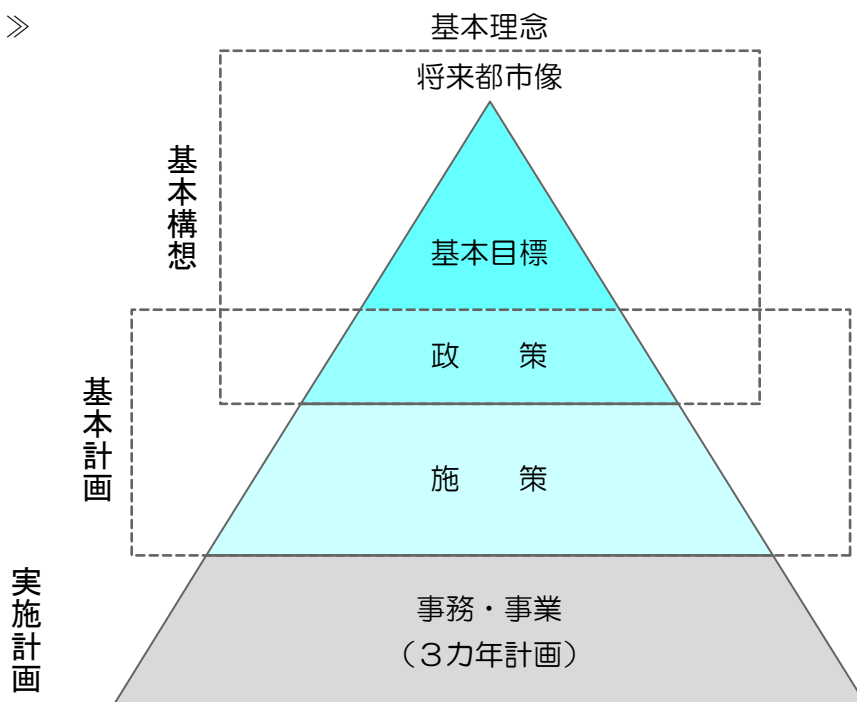 ≫
基本理念
将来都市像
基本構想
基本目標
政　　策
基本計画
施　　策
実施計画
事務・事業
（３カ年計画）